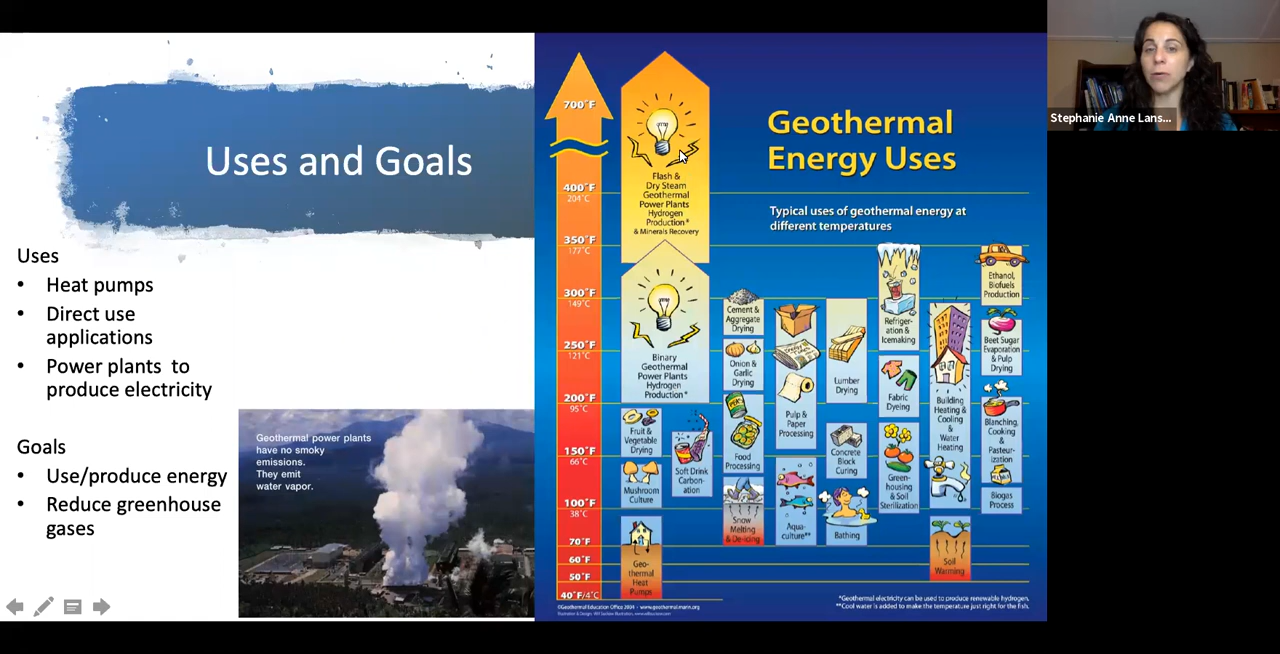 Uses and Goals
Uses
• Heat pumps
• Direct use
applications
• Power plants to
produce electricity
Goals
• Use/produce energy
• Reduce greenhouse
gases
Geothermal power plants
have no smoky
emissions.
They emit
water vapor.
700°F
400°F
204°C
350°F
177°C
300°F
149°C
250°F
121°C
200°F
95°C
150°F
66°C
100°F
38°C
70°F
60°F
50°F
40°F/4°C
Flash &
Dry Steam
Geothermal
Power Plants
Hydrogen
Production*
& Minerals Recovery
Binary
Geothermal
Power Plants
Hydrogen
Production*
Fruit &
Vegetable
Drying
Mushroom
Culture
Geo-
thermal
Heat
Pumps
Soft Drink
Carbon-
ation
Geothermal
Energy Uses
Typical uses of geothermal energy at
different temperatures
Cement &
Aggregate
Drying
Onion &
Garlic
Drying
Food
Processing
Snow
Melting
& De-icing
Pulp &
Paper
Processing
Aqua-
culture**
Lumber
Drying
Concrete
Block
Curing
Bathing
Refriger-
ation &
Icemaking
Fabric
Dyeing
Green-
housing
& Soil
Sterilization
Building
Heating &
Cooling
&
Water
Heating
Soil
Warming
Ethanol,
Biofuels
Production
Beet Sugar
Evaporation
& Pulp
Drying
Blanching,
Cooking
&
Pasteur-
ization
Biogas
Process
©Geothermal Education Office 2004 - www.geothermal.marin.org
*Geothermal electricity can be used to produce renewable hydrogen.
**Cool water is added to make the temperature just right for the fish.
Stephanie Anne Lans...